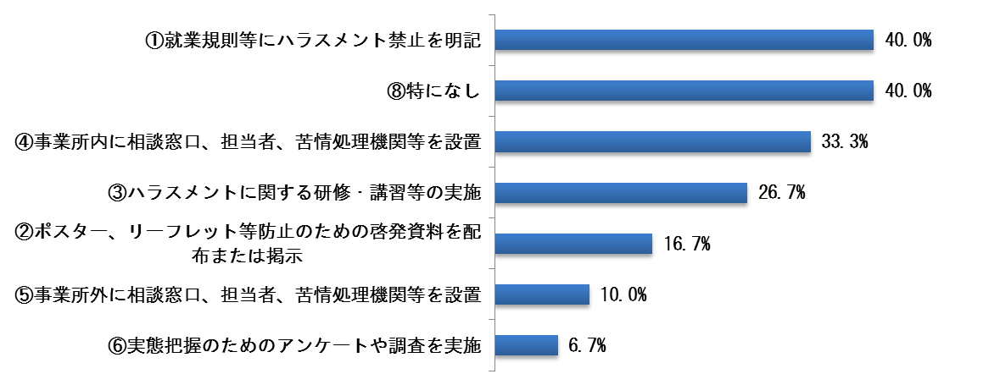 ①就業規則等にハラスメント禁止を明記 40.0%
⑧特になし 40.0%
④事業所内に相談窓口、担当者、苦情処理機関等を設置 33.3%
③ハラスメントに関する研修・講習等の実施 26.7%
②ポスター、リーフレット等防止のための啓発資料を配
布または掲示 16.7%
⑤事業所外に相談窓口、担当者、苦情処理機関等を設置 10.0%
⑥実態把握のためのアンケートや調査を実施 6.7%